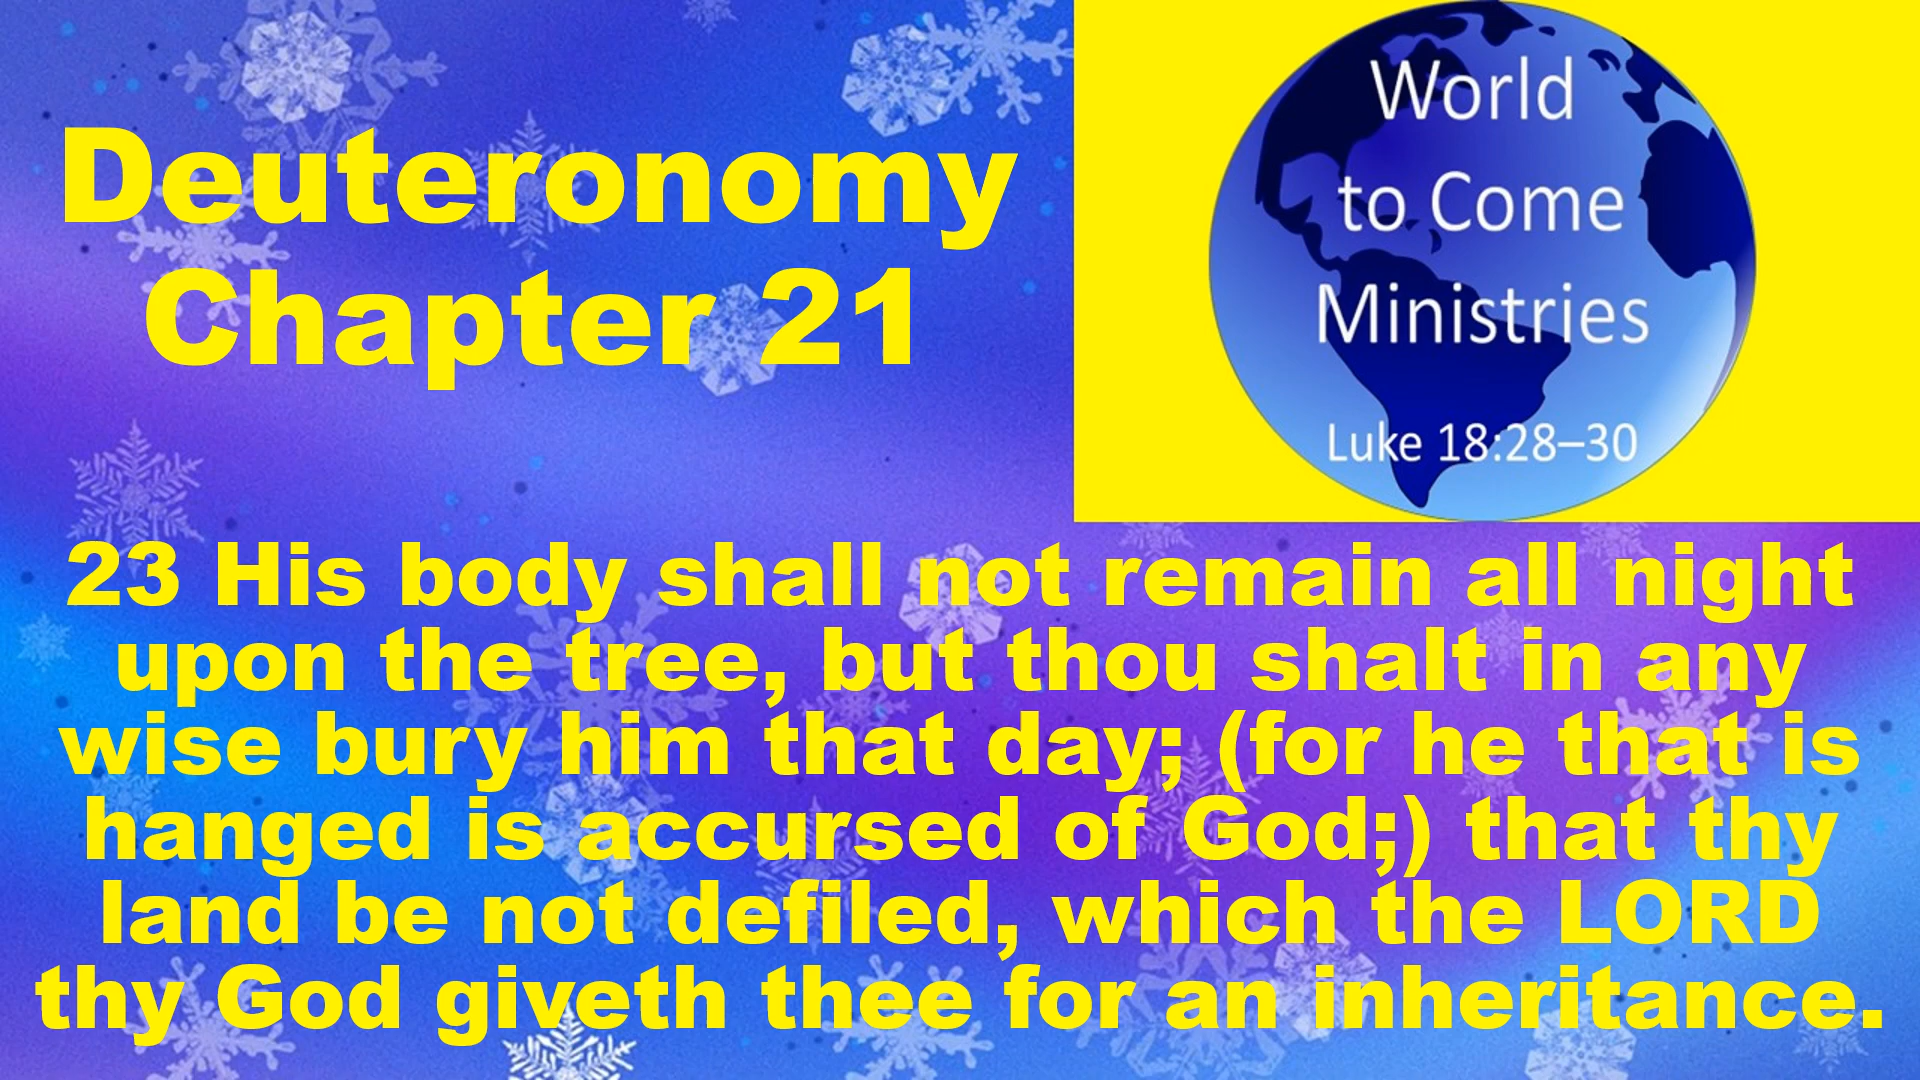 Deuteronomy
Chapter 21
World
to Come
Ministries
Luke 18:28–30
23 His body shall not remain all night
upon the tree, but thou shalt in any
wise bury him that day; (for he that is
hanged is accursed of God;) that thy
land be not defiled, which the LORD
thy God giveth thee for an inheritance.